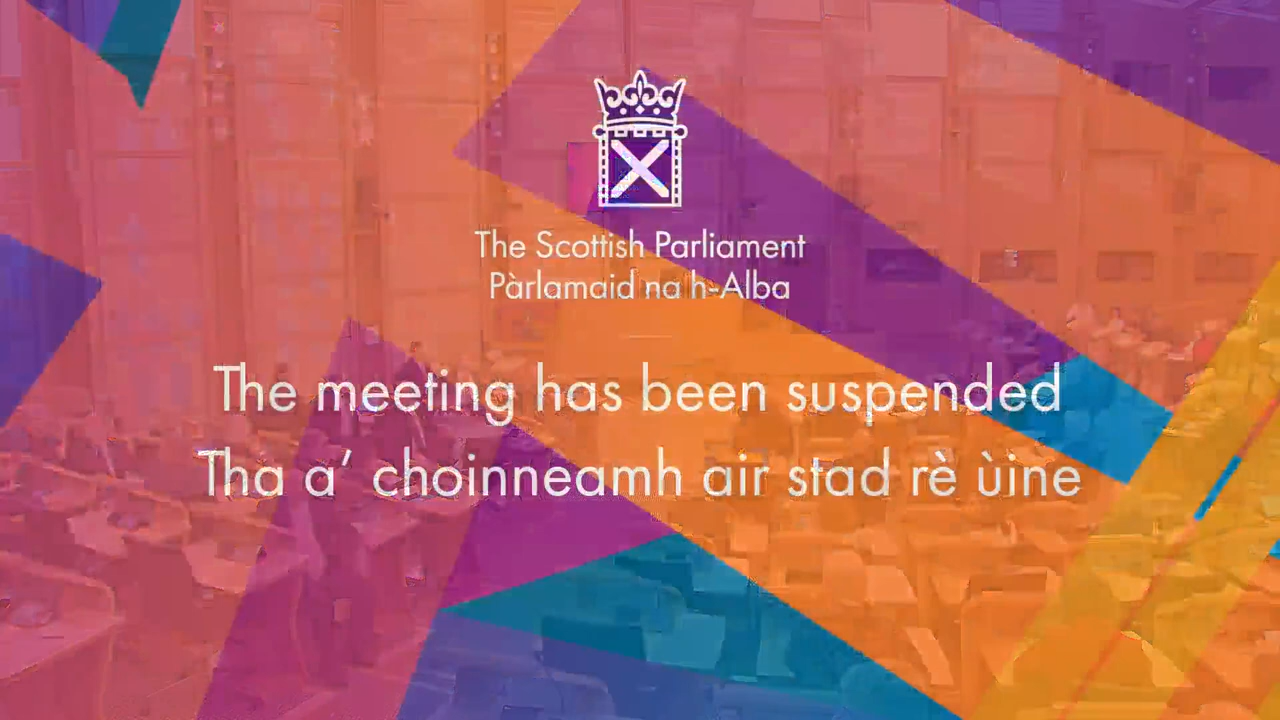 The Scottish Parliament
Pàrlamaid na h-Alba
The meeting has been suspended
Tha a’ choinneamh air stad rè ùine